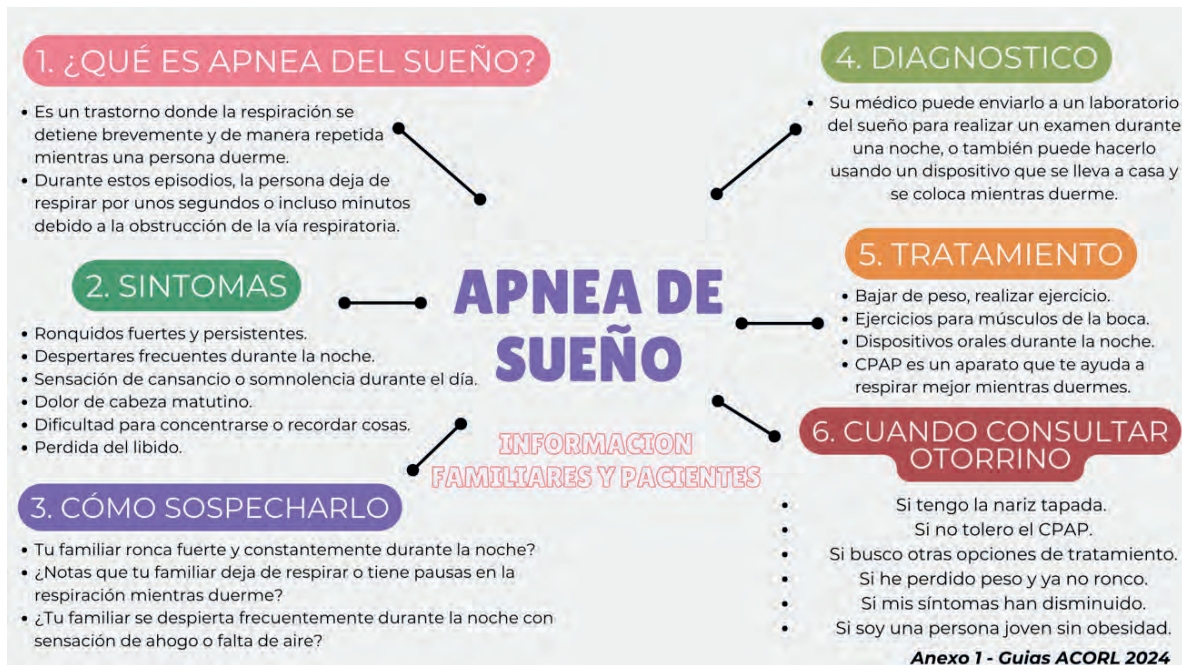 1. ¿QUÉ ES APNEA DEL SUEÑO?
• Es un trastorno donde la respiración se
detiene brevemente y de manera repetida
mientras una persona duerme.
• Durante estos episodios, la persona deja de
respirar por unos segundos o incluso minutos
debido a la obstrucción de la vía respiratoria.
2. SINTOMAS
• Ronquidos fuertes y persistentes.
• Despertares frecuentes durante la noche.
• Sensación de cansancio o somnolencia durante el día.
• Dolor de cabeza matutino.
• Dificultad para concentrarse o recordar cosas.
• Perdida del libido.
3. CÓMO SOSPECHARLO
• Tu familiar ronca fuerte y constantemente durante la noche?
• ¿Notas que tu familiar deja de respirar o tiene pausas en la
respiración mientras duerme?
• ¿Tu familiar se despierta frecuentemente durante la noche con
sensación de ahogo o falta de aire?
APNEA DE
SUEÑO
INFORMACION
FAMILIARES Y PACIENTES
4. DIAGNOSTICO
• Su médico puede enviarlo a un laboratorio
del sueño para realizar un examen durante
una noche, o también puede hacerlo
usando un dispositivo que se lleva a casa y
se coloca mientras duerme.
5. TRATAMIENTO
• Bajar de peso, realizar ejercicio.
• Ejercicios para músculos de la boca.
• Dispositivos orales durante la noche.
• CPAP es un aparato que te ayuda a
respirar mejor mientras duermes.
6. CUANDO CONSULTAR
OTORRINO
• Si tengo la nariz tapada.
• Si no tolero el CPAP.
• Si busco otras opciones de tratamiento.
• Si he perdido peso y ya no ronco.
• Si mis síntomas han disminuido.
• Si soy una persona joven sin obesidad.
Anexo 1 - Guias ACORL 2024